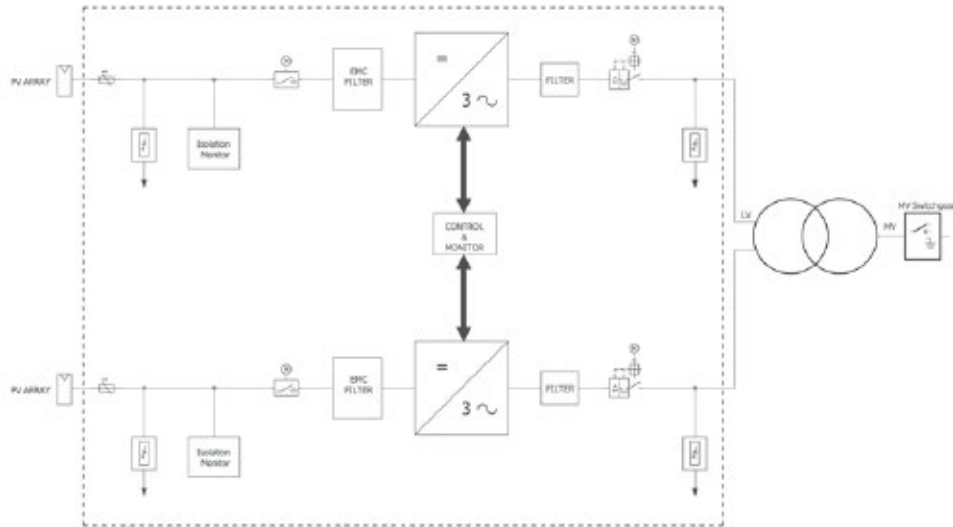 PV ARRAY
EMC
FILTER
=
3
FILTER
Isolation
Monitor
CONTROL
&
MONITOR
LV
MV
MV Switchgear
PV ARRAY
EMC
FILTER
=
3
FILTER
Isolation
Monitor